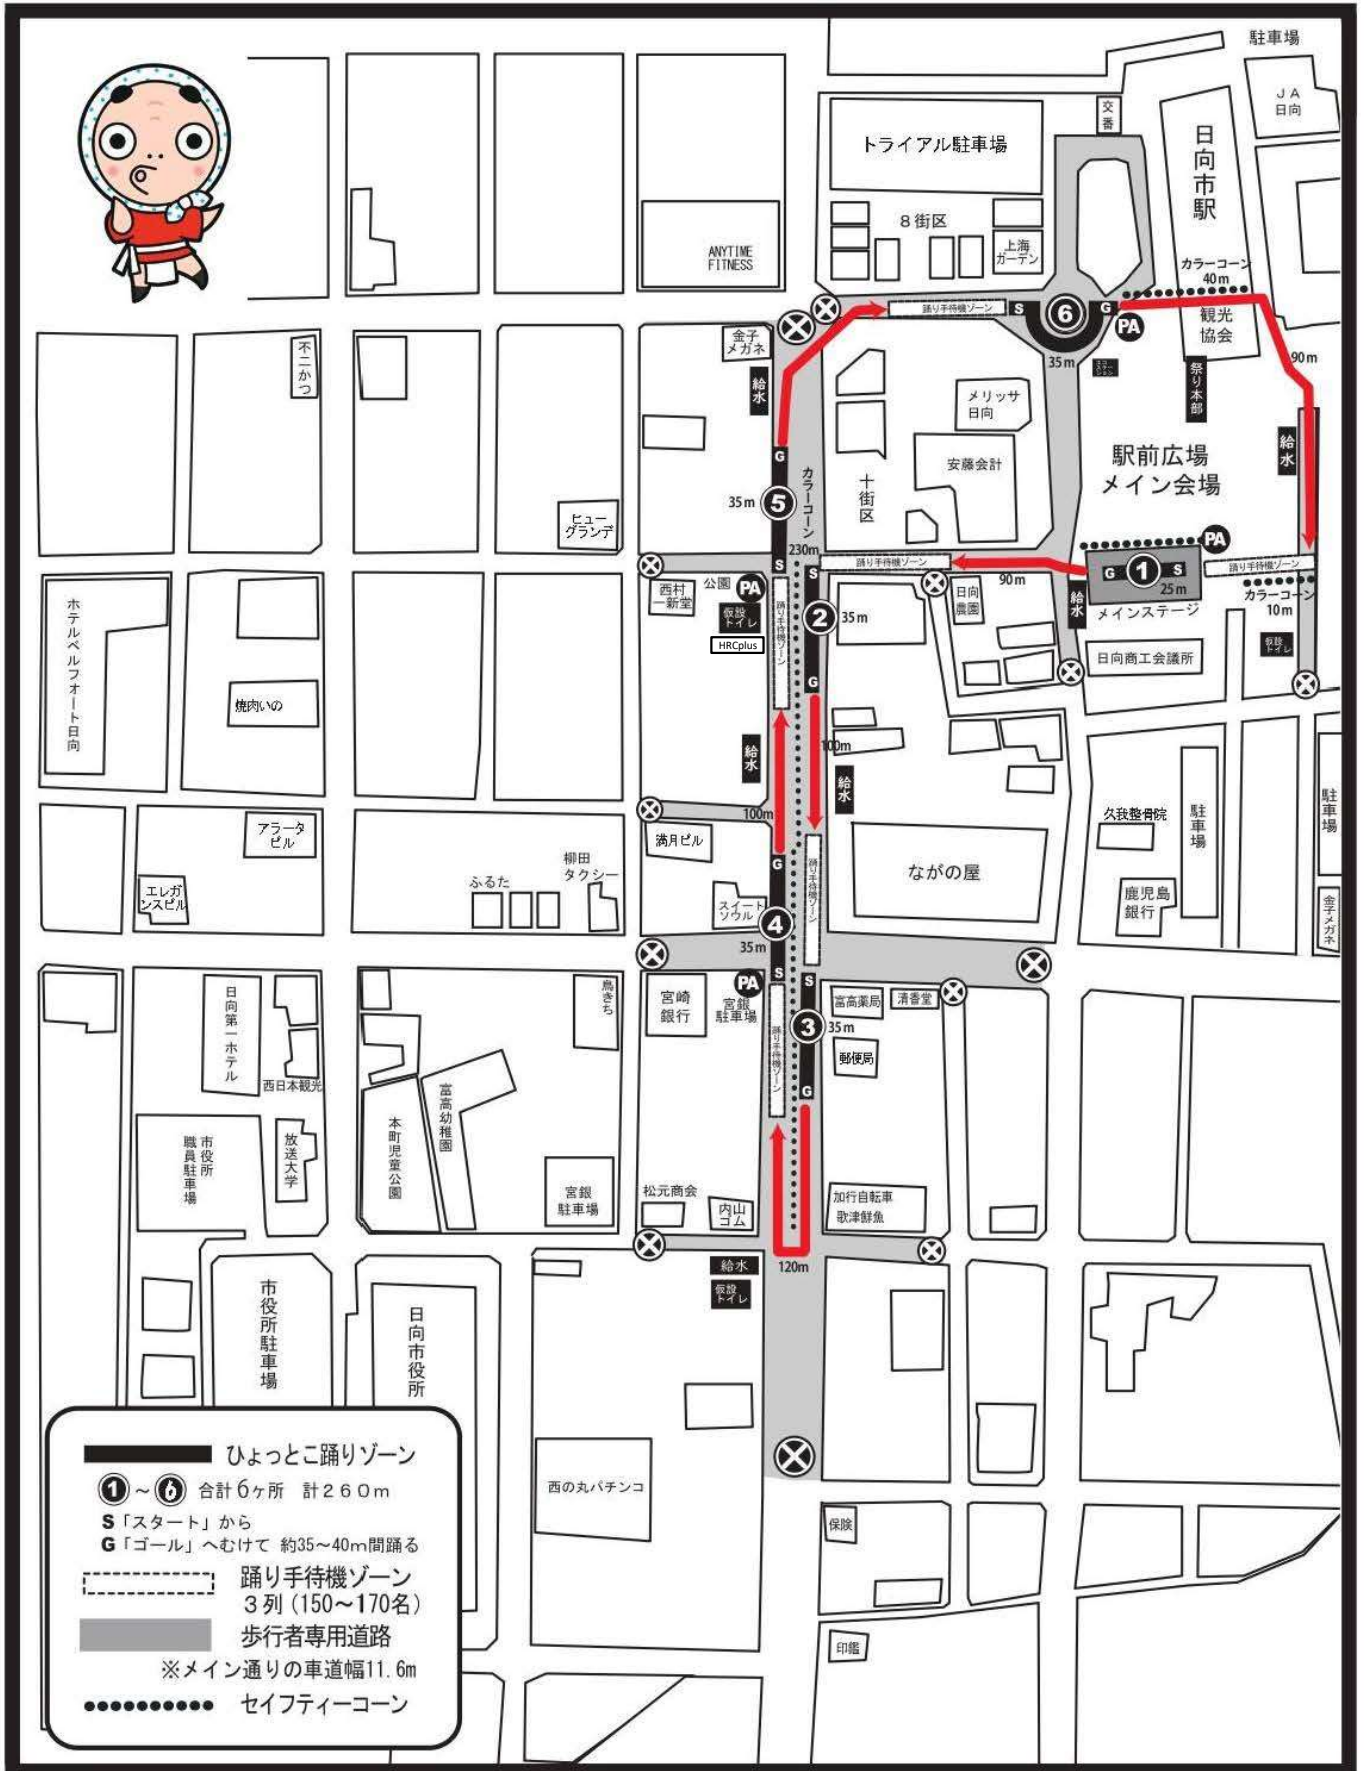 駐車場
JA
日向
交番
トライアル駐車場
日向市駅
8街区
上海
ガーデン
ANYTIME
FITNESS
カラーコーン
40m
踊り手待機ゾーン
S
6
G
PA
観光
協会
35m
90m
祭り本部
金子
メガネ
給水
不二かつ
メリッサ
日向
安藤会計
十街区
駅前広場
メイン会場
給水
G
カラーコーン
230m
35m
5
S
ヒュー
グランデ
PA
踊り手待機ゾーン
90m
G
1
S
25m
メインステージ
踊り手待機ゾーン
カラーコーン
10m
給水
日向
農園
日向商工会議所
仮設
トイレ
西村
一新堂
公園
PA
仮設
トイレ
HRCplus
踊り手待機ゾーン
S
2
35m
G
ホテルベルフォート日向
焼肉いの
給水
100m
給水
100m
アラータ
ビル
エレガ
ンスビル
ふるた
柳田
タクシー
満月ビル
スイート
ソウル
G
4
35m
S
踊り手待機ゾーン
ながの屋
久我整骨院
駐車場
鹿児島
銀行
駐車場
金子メガネ
日向第一ホテル
西日本観光
鳥きち
宮崎
銀行
PA
宮銀
駐車場
踊り手待機ゾーン
S
3
35m
G
富高薬局
清香堂
郵便局
市役所
職員駐車場
放送大学
本町児童公園
富高幼稚園
宮銀
駐車場
松元商会
内山
ゴム
加行自転車
歌津鮮魚
120m
給水
仮設
トイレ
市役所駐車場
日向市役所
西の丸パチンコ
保険
印鑑
ひょっとこ踊りゾーン
1～6 合計6ヶ所 計260m
S「スタート」から
G「ゴール」へむけて 約35～40m間踊る
踊り手待機ゾーン
3列(150～170名)
歩行者専用道路
※メイン通りの車道幅11.6m
セイフティーコーン